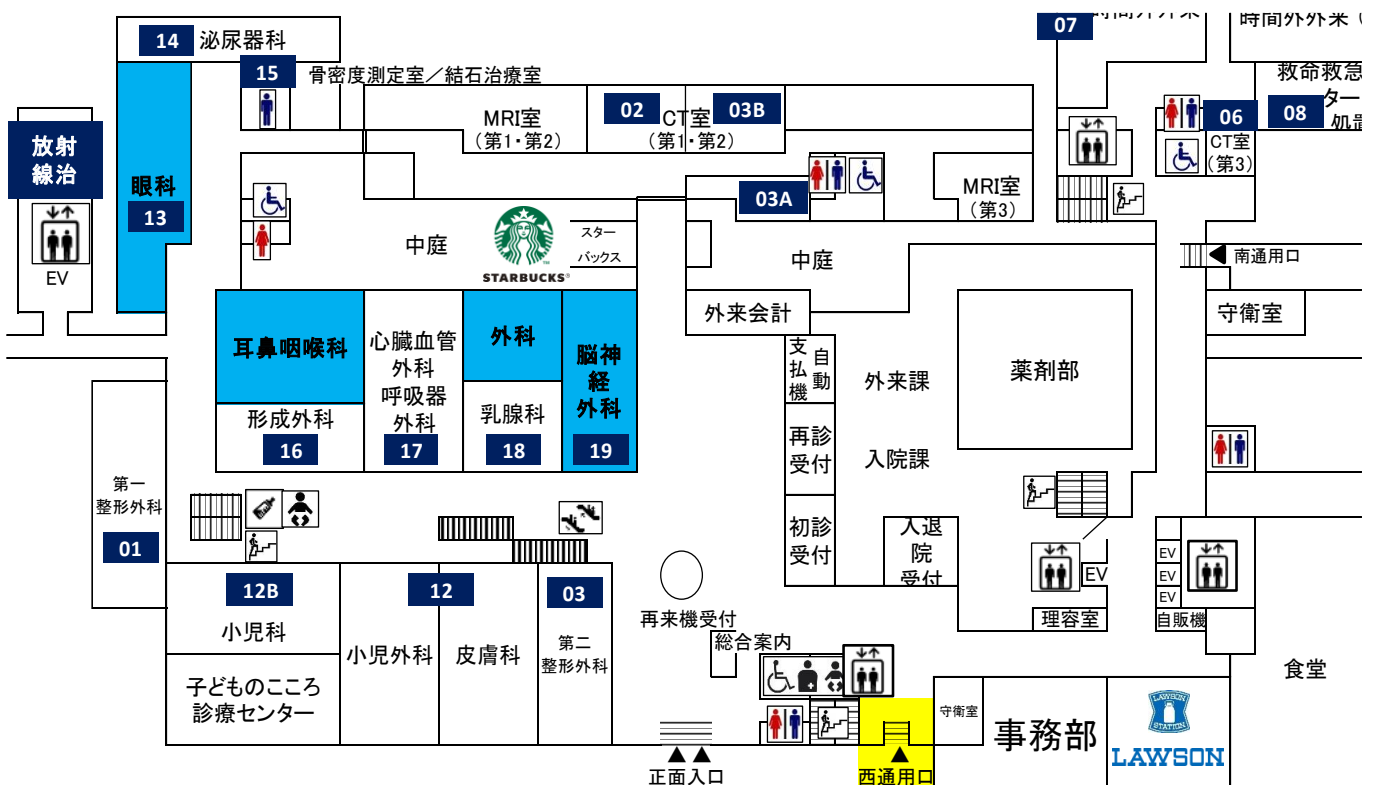 14 泌尿器科
15 骨密度測定室／結石治療室
放射
線治
EV
眼科
13
MRI室
（第1・第2）
02 CT室 03B
（第1・第2）
07
時間外外来
時間外外来（
救命救急
ター
処置
06
08
CT室
（第3）
03A
MRI室
（第3）
中庭
STARBUCKS®
スター
バックス
中庭
南通用口
守衛室
外来会計
自動
支払機
再診
受付
初診
受付
外来課
入院課
入退
院
受付
薬剤部
耳鼻咽喉科
形成外科
16
心臓血管
外科
呼吸器
外科
17
外科
乳腺科
18
脳神
経
外科
19
第一
整形外科
01
12B
小児科
子どものこころ
診療センター
12
小児外科
皮膚科
03
第二
整形外科
再来機受付
総合案内
EV
理容室
EV
EV
EV
自販機
食堂
守衛室
事務部
LAWSON
STATION
LAWSON
正面入口
西通用口